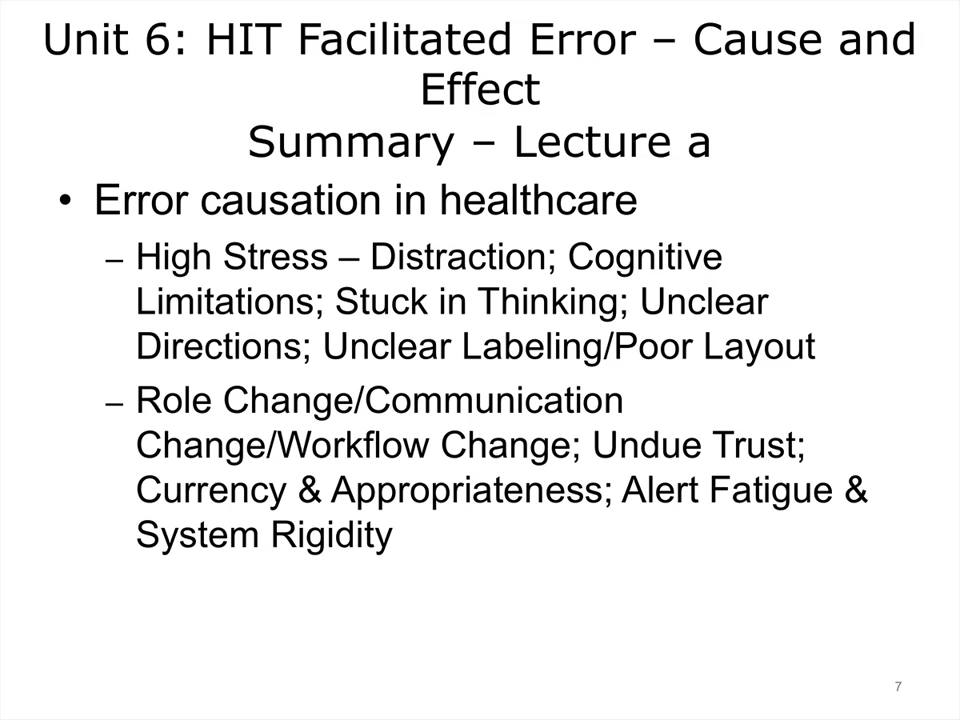 Unit 6: HIT Facilitated Error – Cause and
Effect
Summary – Lecture a
• Error causation in healthcare
– High Stress – Distraction; Cognitive
Limitations; Stuck in Thinking; Unclear
Directions; Unclear Labeling/Poor Layout
– Role Change/Communication
Change/Workflow Change; Undue Trust;
Currency & Appropriateness; Alert Fatigue &
System Rigidity
7